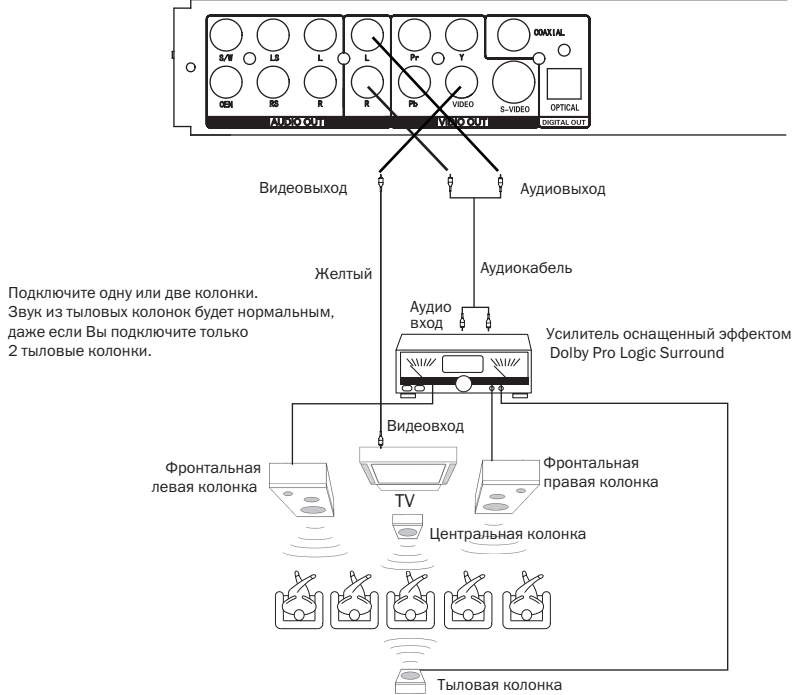 COAXIAL
S/W LS L L Pr Y
CEN RS R R Pb VIDEO S-VIDEO OPTICAL
AUDIO OUT VIDEO OUT DIGITAL OUT
Видеовыход
Аудиовыход
Желтый
Аудиокабель
Подключите одну или две колонки.
Звук из тыловых колонок будет нормальным,
даже если Вы подключите только
2 тыловые колонки.
Аудио
вход
Усилитель оснащенный эффектом
Dolby Pro Logic Surround
Видеовход
Фронтальная
левая колонка
TV
Фронтальная
правая колонка
Центральная колонка
Тыловая колонка